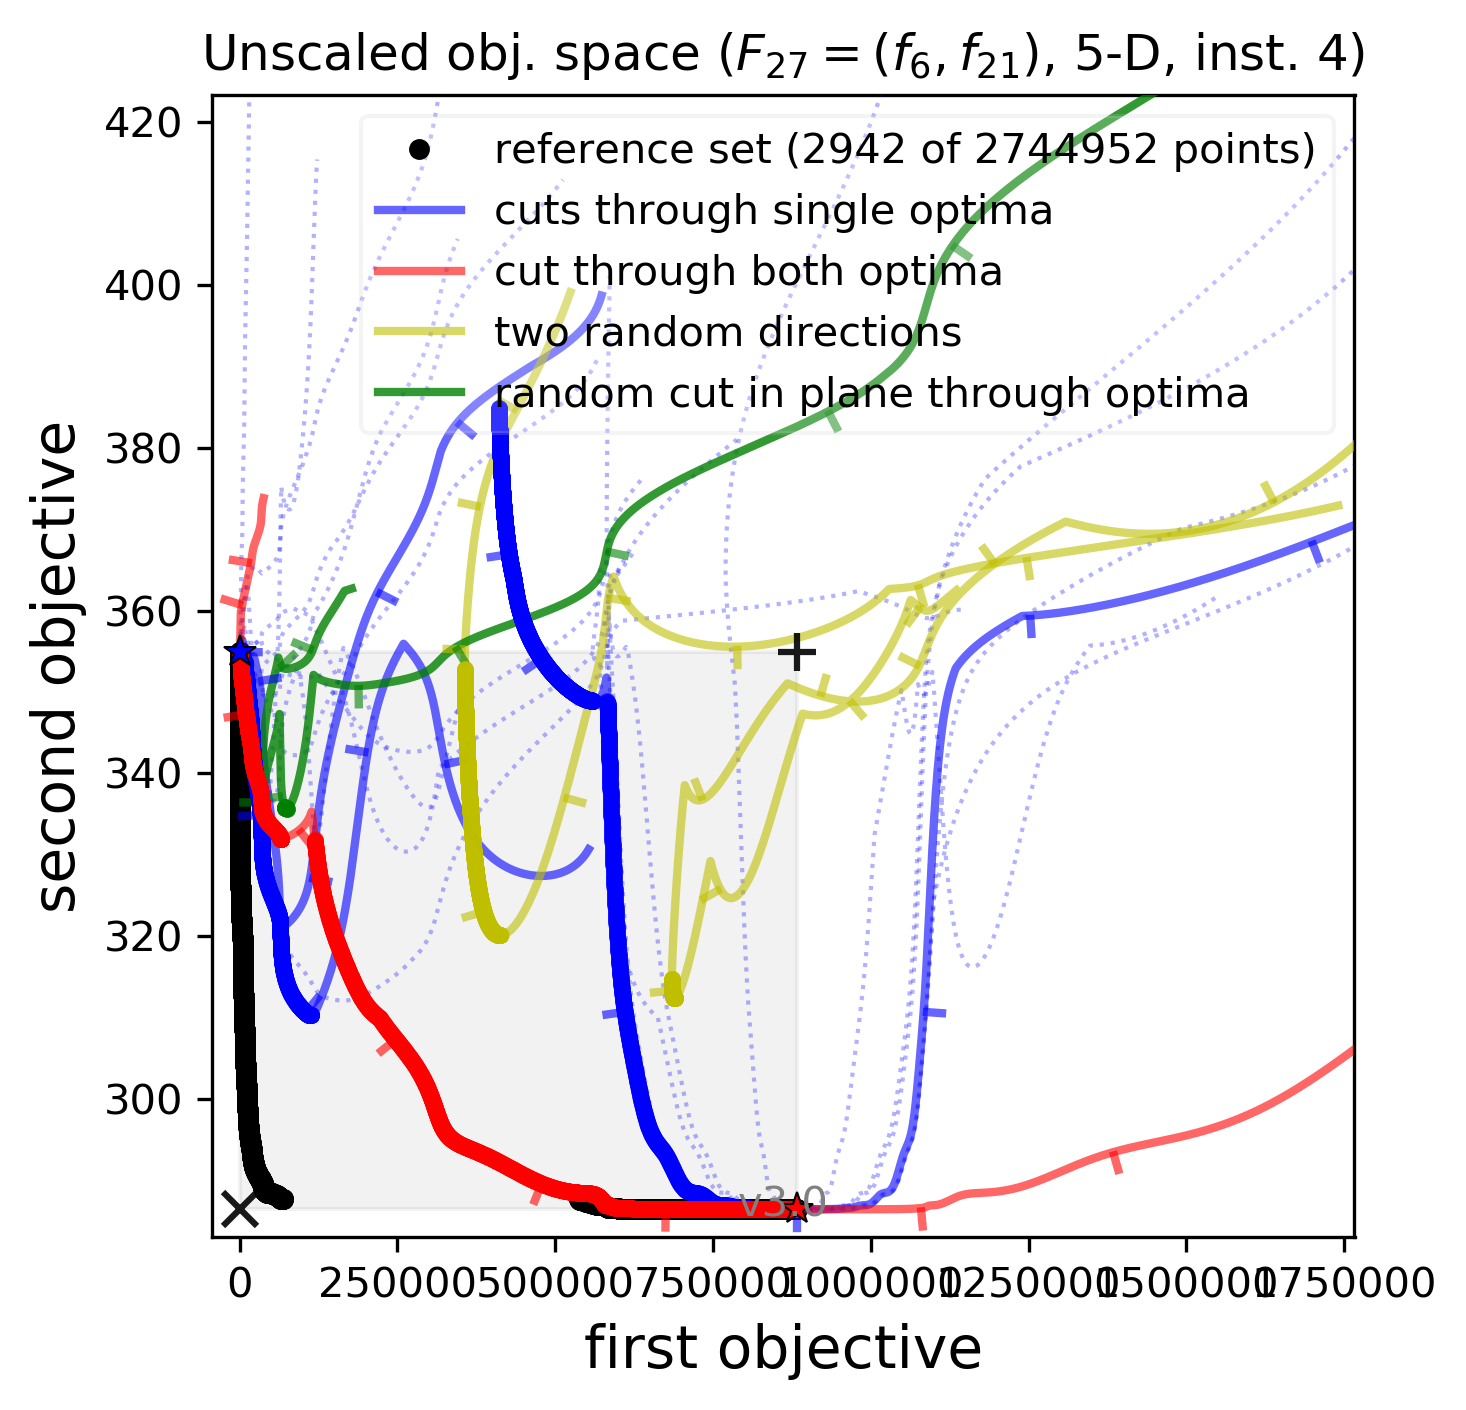 Unscaled obj. space (F27 = (f6, f21), 5-D, inst. 4)
reference set (2942 of 2744952 points)
cuts through single optima
cut through both optima
two random directions
random cut in plane through optima
second objective
420
400
380
360
340
320
300
v3.0
0 250000 500000 750000 1000000 1250000 1500000 1750000
first objective